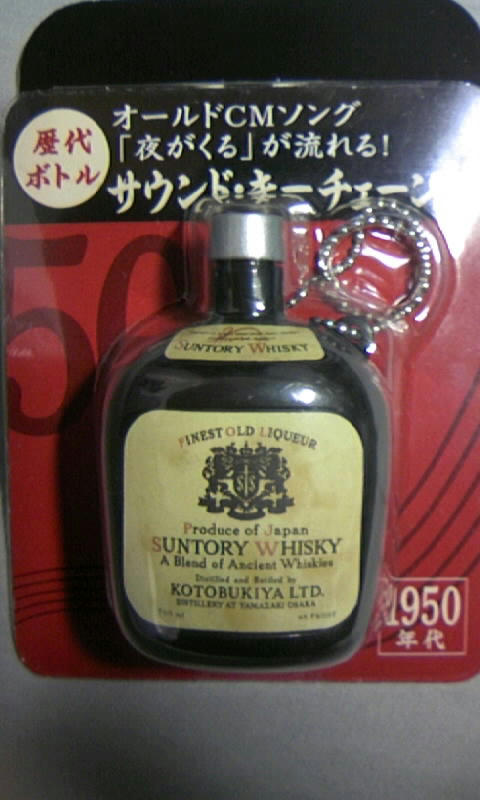 歴代
ボトル
オールドCMソング
「夜がくる」が流れる!
サウンド・キーチェーン
50
SUNTORY WHISKY
FINEST OLD LIQUEUR
Produce of Japan
SUNTORY WHISKY
A Blend of Ancient Whiskies
Distilled and Bottled by
KOTOBUKIYA LTD.
DISTILLERY AT YAMAZAKI OSAKA
1950
年代